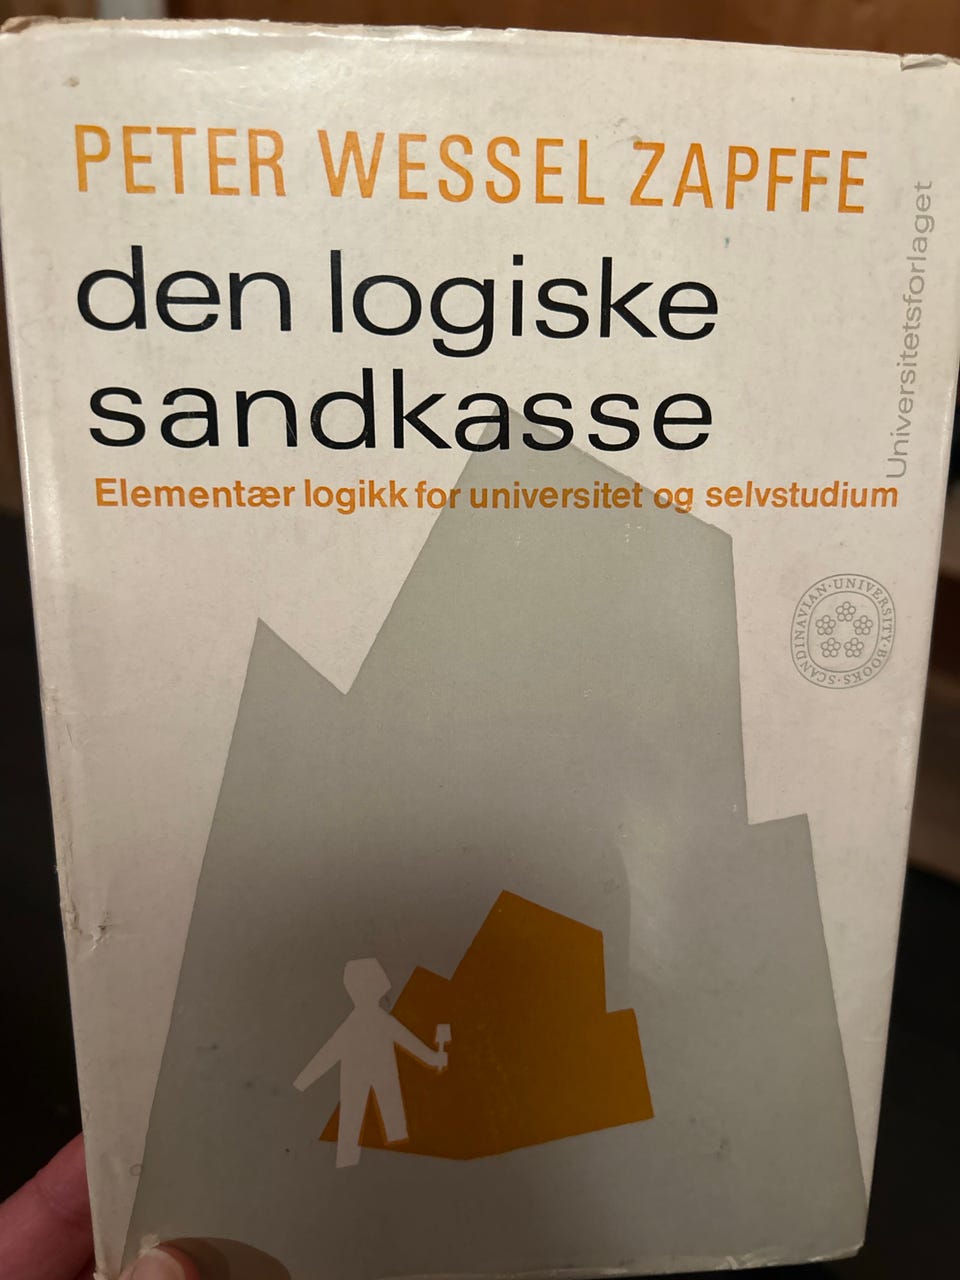 PETER WESSEL ZAPFFE
den logiske
sandkasse
Elementær logikk for universitet og selvstudium
Universitetsforlaget
SCANDINAVIAN·UNIVERSITY·BOOKS·